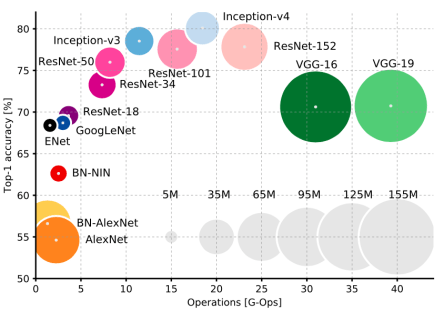 80
75
70
65
60
55
50
Top-1 accuracy [%]
Inception-v4
Inception-v3
ResNet-50
ResNet-101
ResNet-152
ResNet-34
VGG-16
VGG-19
ResNet-18
GoogLeNet
ENet
BN-NIN
5M 35M 65M 95M 125M 155M
BN-AlexNet
AlexNet
0 5 10 15 20 25 30 35 40
Operations [G-Ops]